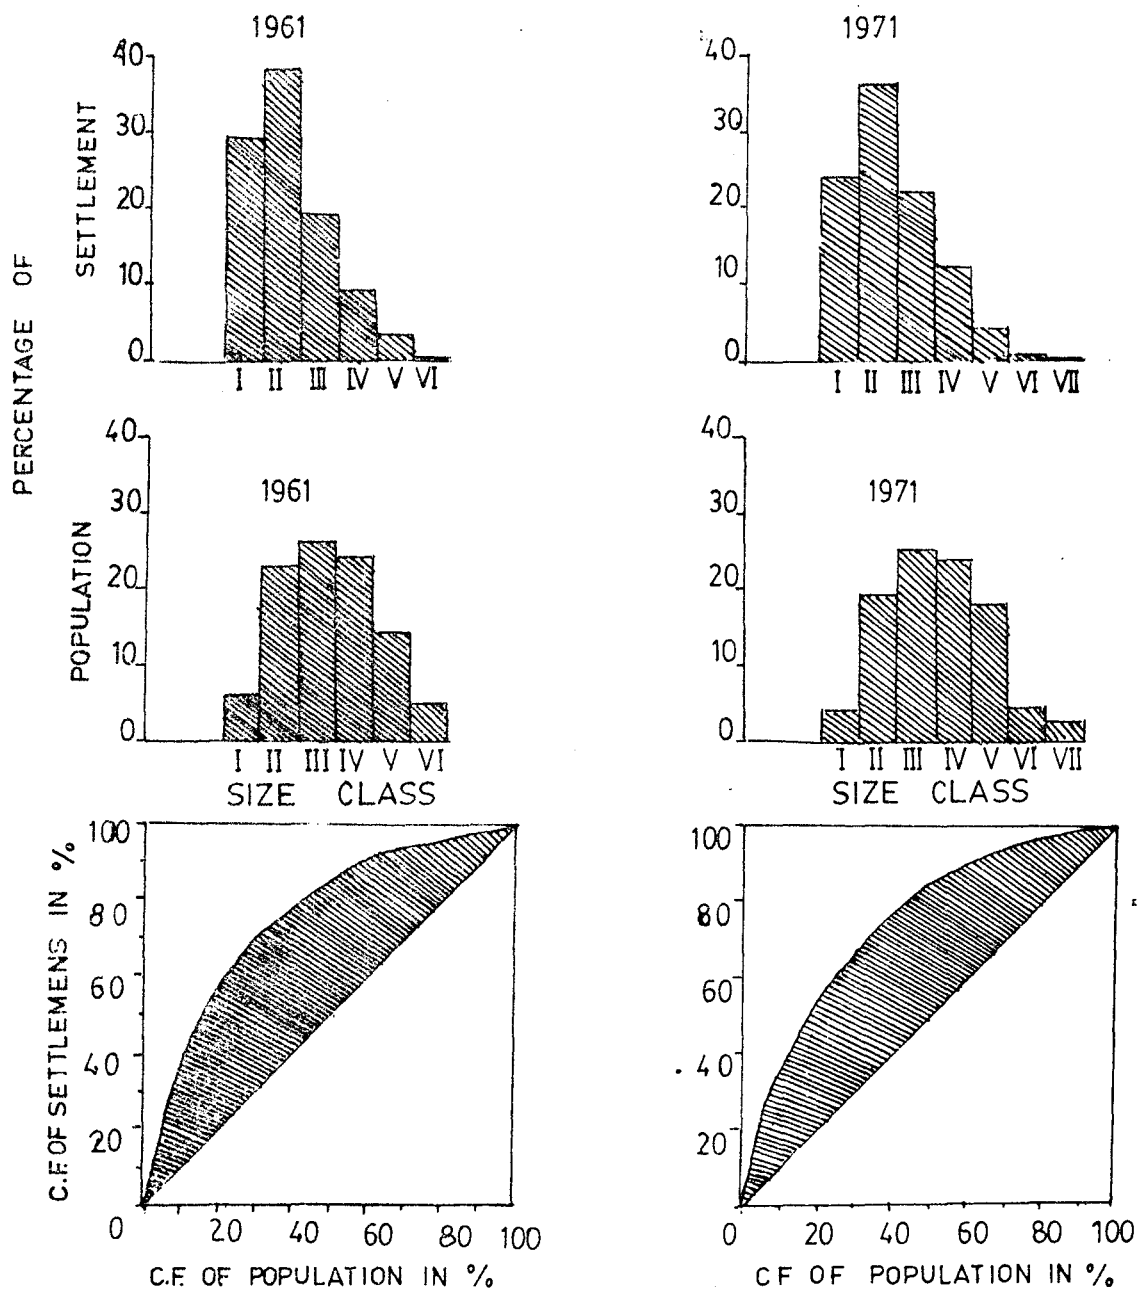 1961
40
30
20
10
0
I II III IV V VI
1971
40
30
20
10
0
I II III IV V VI VII
PERCENTAGE OF
SETTLEMENT
POPULATION
1961
40
30
20
10
0
I II III IV V VI
SIZE CLASS
1971
40
30
20
10
0
I II III IV V VI VII
SIZE CLASS
C.F.OF SETTLEMENS IN %
100
80
60
40
20
0 20 40 60 80 100
C.F. OF POPULATION IN %
100
80
60
40
20
0 20 40 60 80 100
CF OF POPULATION IN %